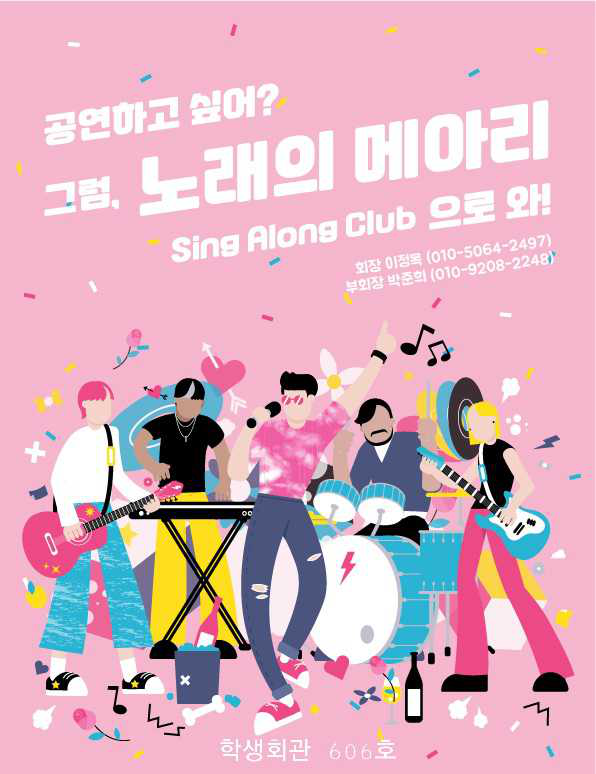 공연하고 싶어?
그럼, 노래의 메아리
Sing Along Club 으로 와!
회장 이정목 (010-5064-2497)
부회장 박준희 (010-9208-2248)
학생회관 606호